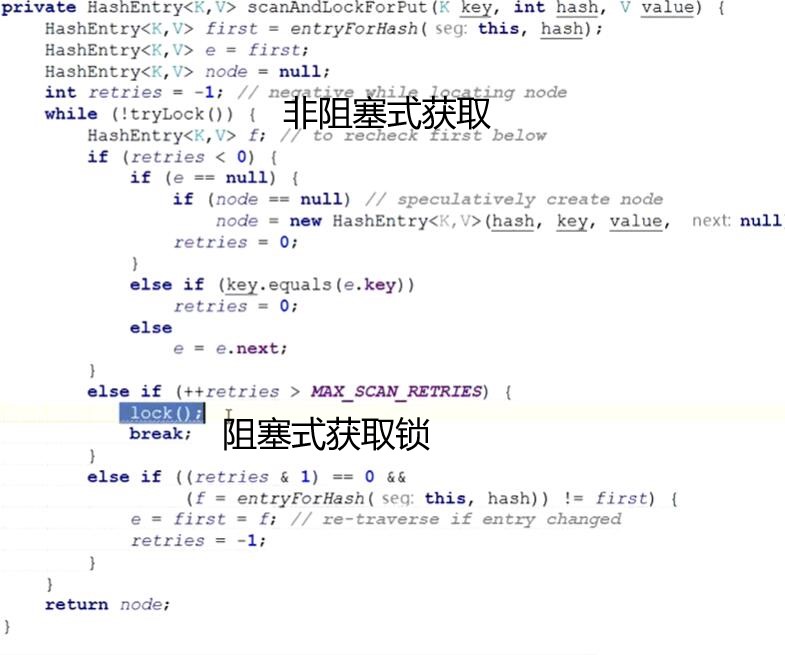 private HashEntry<K,V> scanAndLockForPut(K key, int hash, V value) {
HashEntry<K,V> first = entryForHash( seg: this, hash);
HashEntry<K,V> e = first;
HashEntry<K,V> node = null;
int retries = -1; // negative while locating node
while (!tryLock()) { 非阻塞式获取
HashEntry<K,V> f; // to recheck first below
if (retries < 0) {
if (e == null) {
if (node == null) // speculatively create node
node = new HashEntry<K,V>(hash, key, value, next: null
retries = 0;
}
else if (key.equals(e.key))
retries = 0;
else
e = e.next;
}
else if (++retries > MAX_SCAN_RETRIES) {
lock();
break; 阻塞式获取锁
}
else if ((retries & 1) == 0 &&
(f = entryForHash( seg: this, hash)) != first) {
e = first = f; // re-traverse if entry changed
retries = -1;
}
}
return node;
}